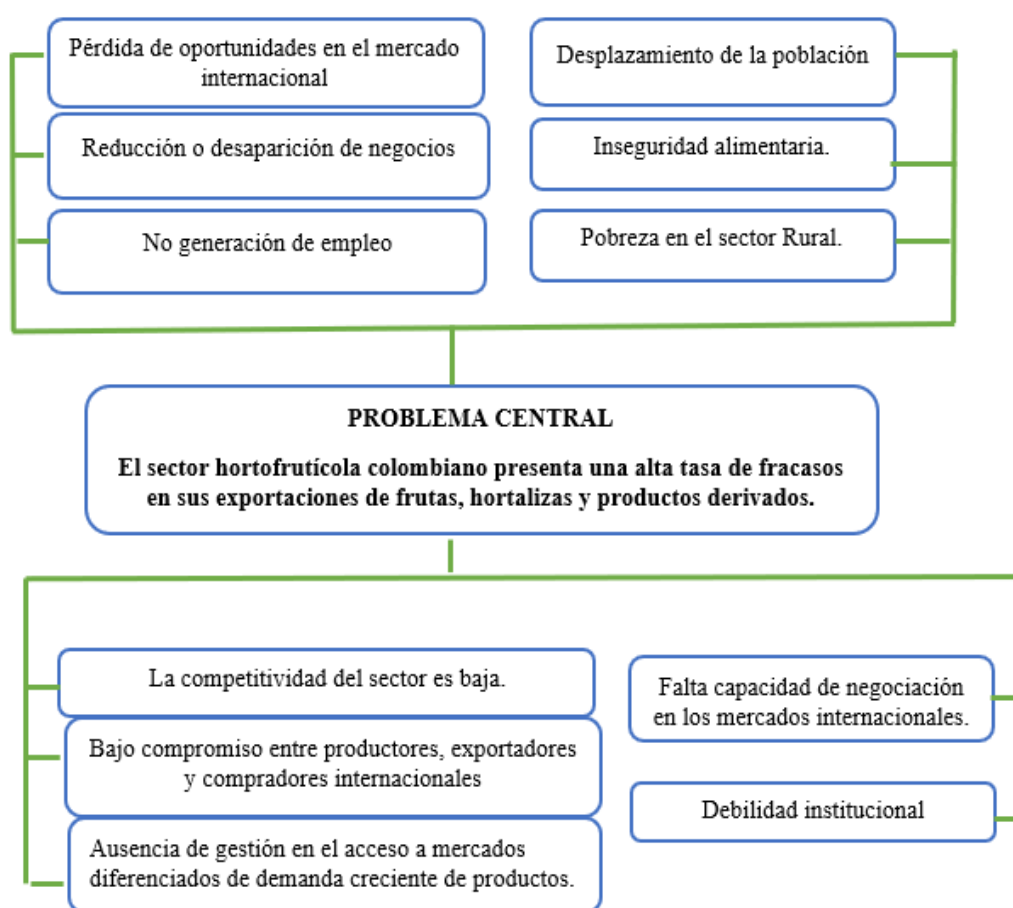 Pérdida de oportunidades en el mercado
internacional
Reducción o desaparición de negocios
No generación de empleo
Desplazamiento de la población
Inseguridad alimentaria.
Pobreza en el sector Rural.
PROBLEMA CENTRAL
El sector hortofrutícola colombiano presenta una alta tasa de fracasos
en sus exportaciones de frutas, hortalizas y productos derivados.
La competitividad del sector es baja.
Bajo compromiso entre productores, exportadores
y compradores internacionales
Ausencia de gestión en el acceso a mercados
diferenciados de demanda creciente de productos.
Falta capacidad de negociación
en los mercados internacionales.
Debilidad institucional